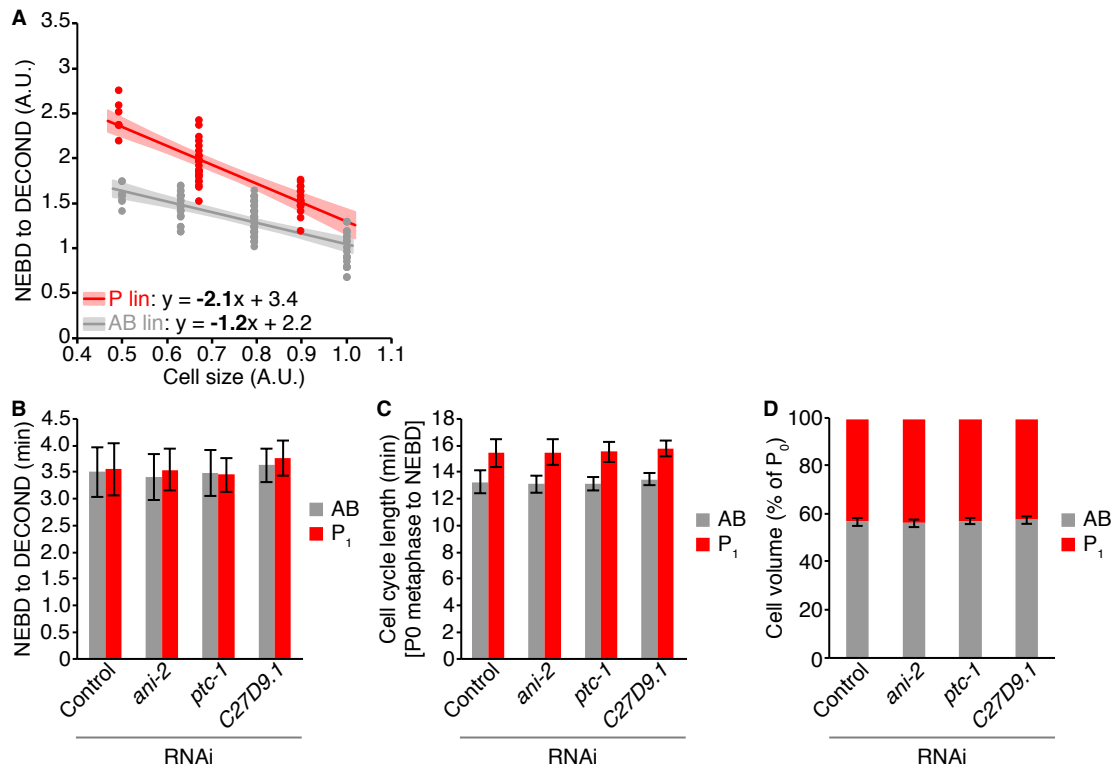 A
NEBD to DECOND (A.U.)
3.5
3
2.5
2
1.5
1
0.5
0
P lin: y = -2.1x + 3.4
AB lin: y = -1.2x + 2.2
0.4 0.5 0.6 0.7 0.8 0.9 1.0 1.1
Cell size (A.U.)
B
NEBD to DECOND (min)
4.5
4.0
3.5
3.0
2.5
2.0
1.5
1.0
0.5
0
AB
P1
Control ani-2 ptc-1 C27D9.1
RNAi
C
Cell cycle length (min)
[P0 metaphase to NEBD]
18
16
14
12
10
8
6
4
2
0
AB
P1
Control ani-2 ptc-1 C27D9.1
RNAi
D
Cell volume (% of P0)
100
80
60
40
20
0
AB
P1
Control ani-2 ptc-1 C27D9.1
RNAi